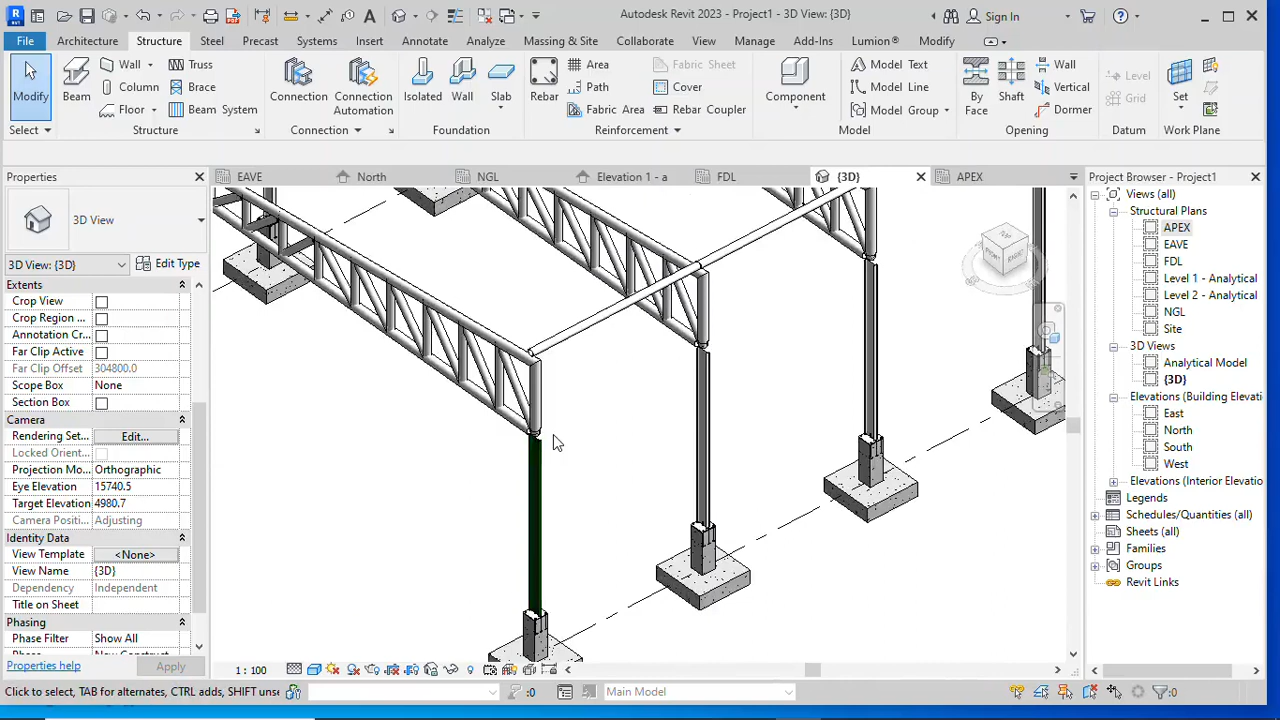 Autodesk Revit 2023 - Project1 - 3D View: {3D}
Sign In
File
Architecture
Structure
Steel
Precast
Systems
Insert
Annotate
Analyze
Massing & Site
Collaborate
View
Manage
Add-Ins
Lumion®
Modify
Modify
Beam
Wall
Column
Floor
Truss
Brace
Beam System
Connection
Connection
Automation
Isolated
Wall
Slab
Rebar
Area
Path
Fabric Area
Fabric Sheet
Cover
Rebar Coupler
Component
Model Text
Model Line
Model Group
By
Face
Shaft
Wall
Vertical
Dormer
Level
Grid
Set
Select
Structure
Connection
Foundation
Reinforcement
Model
Opening
Datum
Work Plane
Properties
EAVE
North
NGL
Elevation 1 - a
FDL
{3D}
APEX
Project Browser - Project1
3D View
3D View: {3D}
Edit Type
Extents
Crop View
Crop Region ...
Annotation Cr...
Far Clip Active
Far Clip Offset 304800.0
Scope Box None
Section Box
Camera
Rendering Set... Edit...
Locked Orient...
Projection Mo... Orthographic
Eye Elevation 15740.5
Target Elevation 4980.7
Camera Positi... Adjusting
Identity Data
View Template <None>
View Name {3D}
Dependency Independent
Title on Sheet
Phasing
Phase Filter Show All
Properties help
Apply
TOP
FRONT
RIGHT
Views (all)
Structural Plans
APEX
EAVE
FDL
Level 1 - Analytical
Level 2 - Analytical
NGL
Site
3D Views
Analytical Model
{3D}
Elevations (Building Elevati
East
North
South
West
Elevations (Interior Elevatio
Legends
Schedules/Quantities (all)
Sheets (all)
Families
Groups
Revit Links
1 : 100
Click to select, TAB for alternates, CTRL adds, SHIFT unse
:0
Main Model
:0